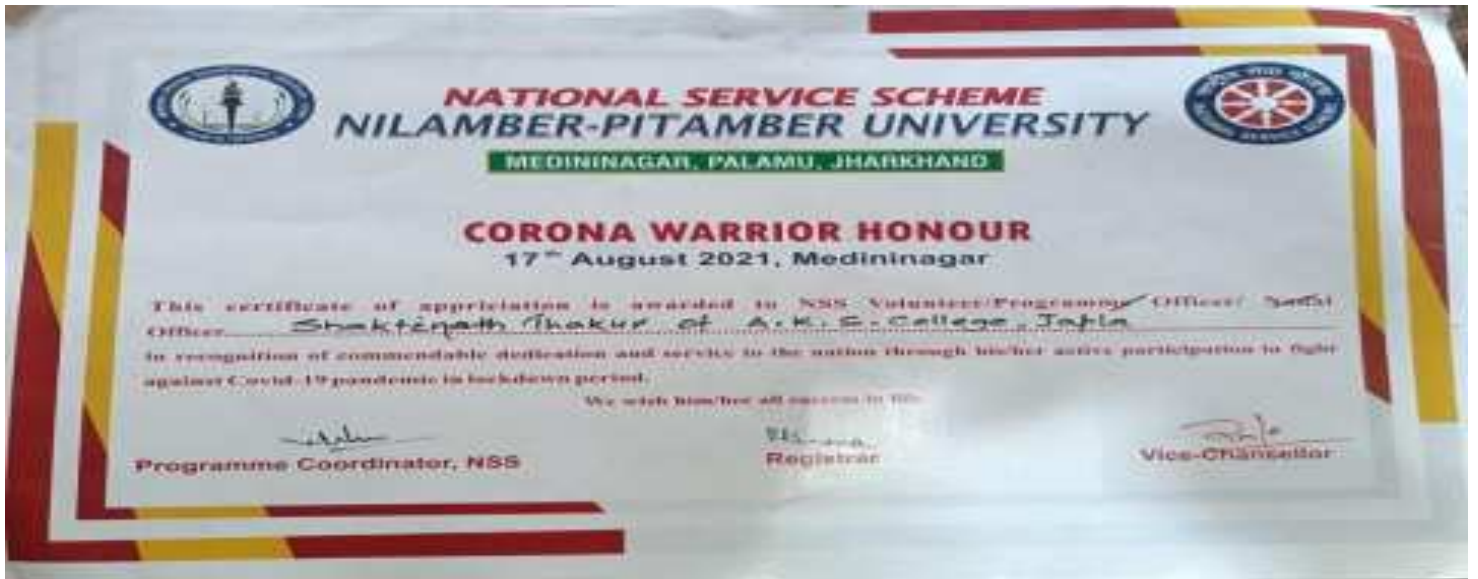 NATIONAL SERVICE SCHEME
NILAMBER-PITAMBER UNIVERSITY
MEDININAGAR, PALAMU, JHARKHAND
CORONA WARRIOR HONOUR
17th August 2021, Medininagar
This certificate of appriciation is awarded to NSS Volunteer/Programme Officer/
Officer Shaktinath Thakur of A.K.S. College, Japla
in recognition of commendable dedication and service to the nation through his/her active participation to fight
against Covid-19 pandemic in lockdown period.
We wish him/her all success in life
Programme Coordinator, NSS
Registrar
Vice-Chancellor